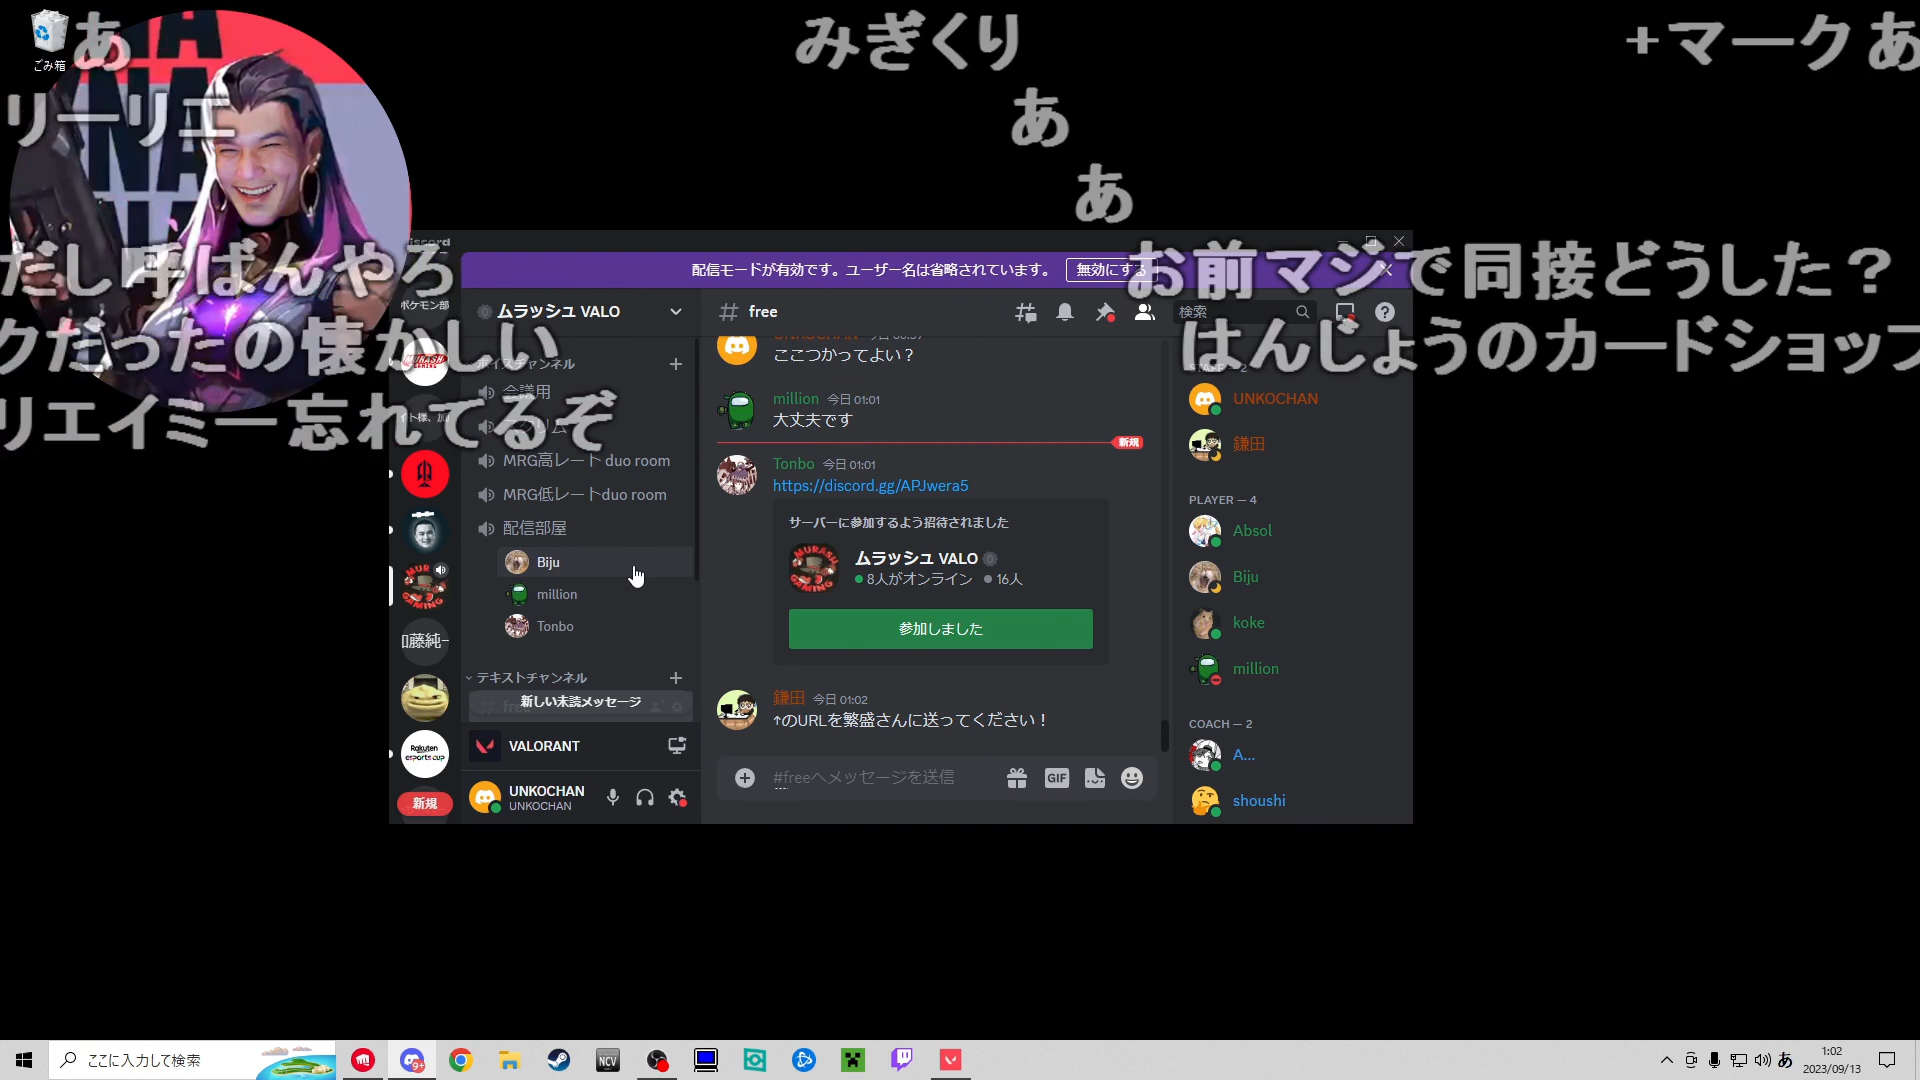 ごみ箱
あ
みぎくり
+マークあ
リーリエ
あ
あ
だし呼ばんやろ
お前マジで同接どうした？
クだったの懐かしい
はんじょうのカードショップ
リエイミー忘れてるぞ
配信モードが有効です。ユーザー名は省略されています。
無効にする
ポケモン部
ムラッシュ VALO
free
検索
ボイスチャンネル
会議用
MRG高レート duo room
MRG低レートduo room
配信部屋
Biju
million
Tonbo
テキストチャンネル
新しい未読メッセージ
VALORANT
UNKOCHAN
UNKOCHAN
新規
Rakuten
esports cup
ここつかってよい？
million 今日 01:01
大丈夫です
新規
Tonbo 今日 01:01
https://discord.gg/APJwera5
サーバーに参加するよう招待されました
ムラッシュ VALO
8人がオンライン 16人
参加しました
鎌田 今日 01:02
↑のURLを繁盛さんに送ってください！
#freeへメッセージを送信
GIF
UNKOCHAN
鎌田
PLAYER — 4
Absol
Biju
koke
million
COACH — 2
A...
shoushi
ここに入力して検索
9+
NCV
あ
1:02
2023/09/13